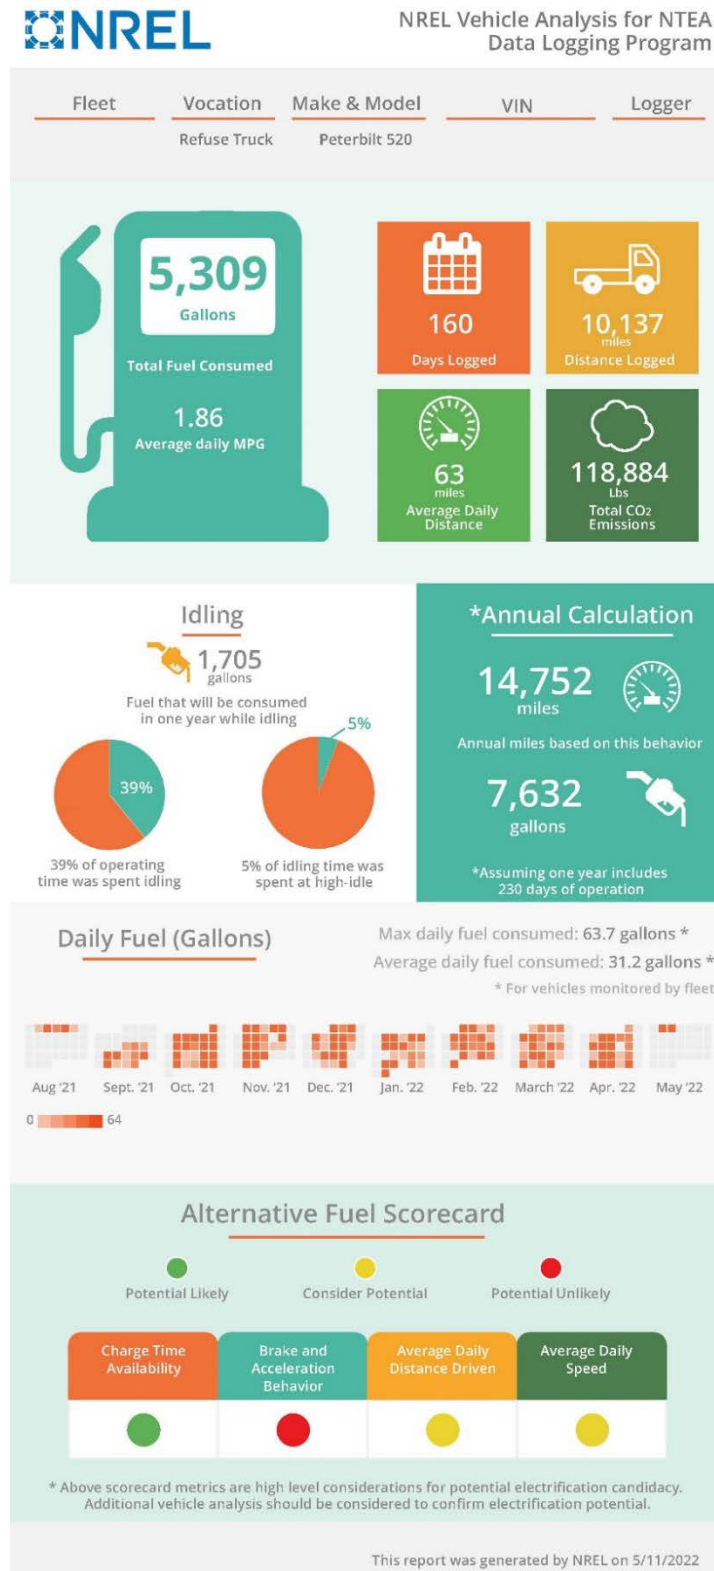 NREL
NREL Vehicle Analysis for NTEA
Data Logging Program
Fleet Vocation Make & Model VIN Logger
Refuse Truck Peterbilt 520
5,309
Gallons
Total Fuel Consumed
1.86
Average daily MPG
160
Days Logged
10,137
miles
Distance Logged
63
miles
Average Daily
Distance
118,884
Lbs
Total CO2
Emissions
Idling
1,705
gallons
Fuel that will be consumed
in one year while idling
39%
39% of operating
time was spent idling
5%
5% of idling time was
spent at high-idle
*Annual Calculation
14,752
miles
Annual miles based on this behavior
7,632
gallons
*Assuming one year includes
230 days of operation
Daily Fuel (Gallons)
Max daily fuel consumed: 63.7 gallons *
Average daily fuel consumed: 31.2 gallons *
* For vehicles monitored by fleet
Aug '21 Sept. '21 Oct. '21 Nov. '21 Dec. '21 Jan. '22 Feb. '22 March '22 Apr. '22 May '22
0 64
Alternative Fuel Scorecard
Potential Likely Consider Potential Potential Unlikely
Charge Time
Availability
Brake and
Acceleration
Behavior
Average Daily
Distance Driven
Average Daily
Speed
* Above scorecard metrics are high level considerations for potential electrification candidacy.
Additional vehicle analysis should be considered to confirm electrification potential.
This report was generated by NREL on 5/11/2022